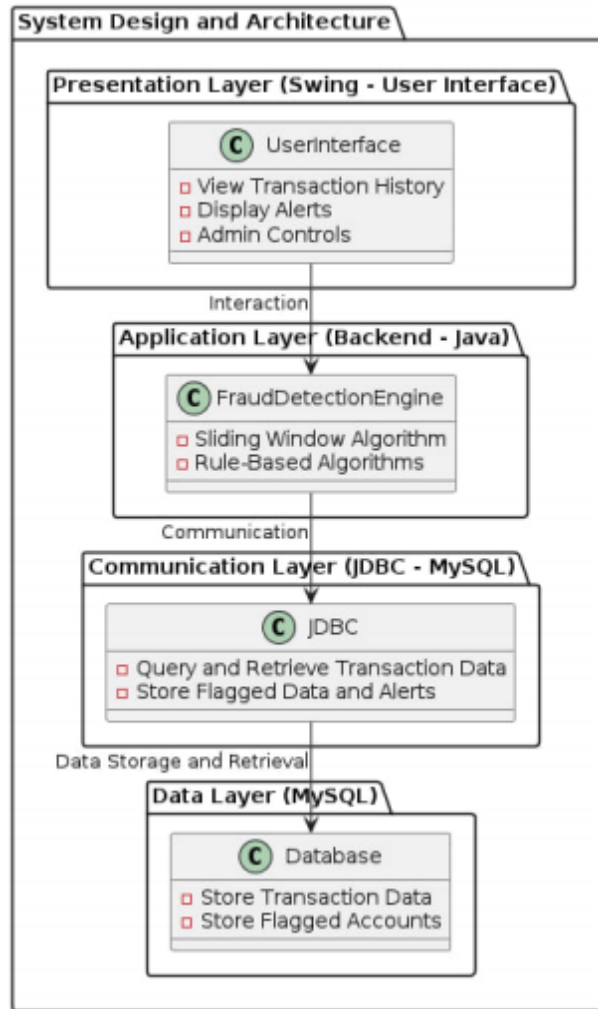 System Design and Architecture
Presentation Layer (Swing - User Interface)
C UserInterface
View Transaction History
Display Alerts
Admin Controls
Interaction
Application Layer (Backend - Java)
C FraudDetectionEngine
Sliding Window Algorithm
Rule-Based Algorithms
Communication
Communication Layer (JDBC - MySQL)
C JDBC
Query and Retrieve Transaction Data
Store Flagged Data and Alerts
Data Storage and Retrieval
Data Layer (MySQL)
C Database
Store Transaction Data
Store Flagged Accounts